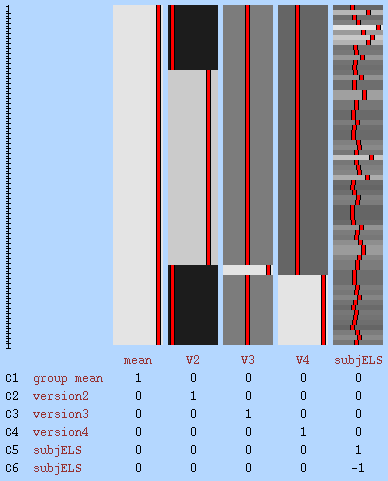 1
mean V2 V3 V4 subjELS
C1 group mean 1 0 0 0 0
C2 version2 0 1 0 0 0
C3 version3 0 0 1 0 0
C4 version4 0 0 0 1 0
C5 subjELS 0 0 0 0 1
C6 subjELS 0 0 0 0 -1